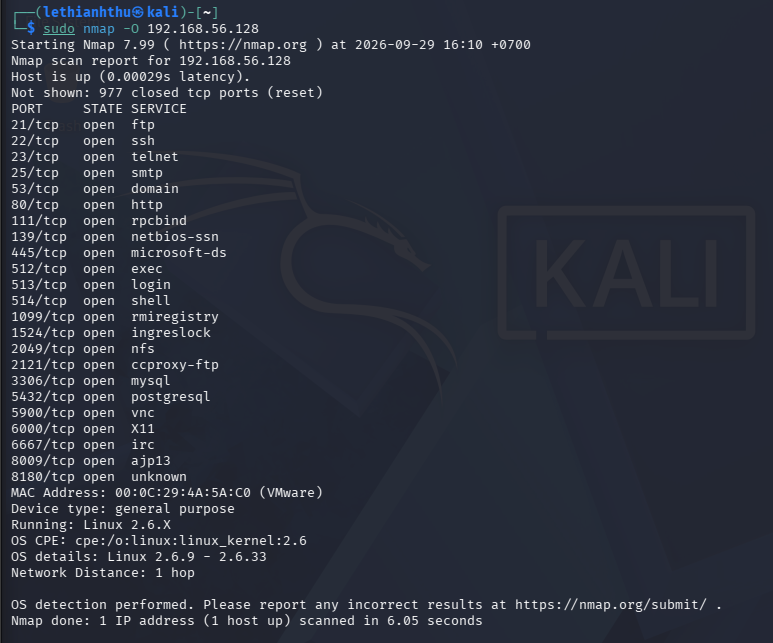 ┌──(lethianhthu㉿kali)-[~]
└─$ sudo nmap -O 192.168.56.128
Starting Nmap 7.99 ( https://nmap.org ) at 2026-09-29 16:10 +0700
Nmap scan report for 192.168.56.128
Host is up (0.00029s latency).
Not shown: 977 closed tcp ports (reset)
PORT     STATE SERVICE
21/tcp   open  ftp
22/tcp   open  ssh
23/tcp   open  telnet
25/tcp   open  smtp
53/tcp   open  domain
80/tcp   open  http
111/tcp  open  rpcbind
139/tcp  open  netbios-ssn
445/tcp  open  microsoft-ds
512/tcp  open  exec
513/tcp  open  login
514/tcp  open  shell
1099/tcp open  rmiregistry
1524/tcp open  ingreslock
2049/tcp open  nfs
2121/tcp open  ccproxy-ftp
3306/tcp open  mysql
5432/tcp open  postgresql
5900/tcp open  vnc
6000/tcp open  X11
6667/tcp open  irc
8009/tcp open  ajp13
8180/tcp open  unknown
MAC Address: 00:0C:29:4A:5A:C0 (VMware)
Device type: general purpose
Running: Linux 2.6.X
OS CPE: cpe:/o:linux:linux_kernel:2.6
OS details: Linux 2.6.9 - 2.6.33
Network Distance: 1 hop

OS detection performed. Please report any incorrect results at https://nmap.org/submit/ .
Nmap done: 1 IP address (1 host up) scanned in 6.05 seconds
KALI